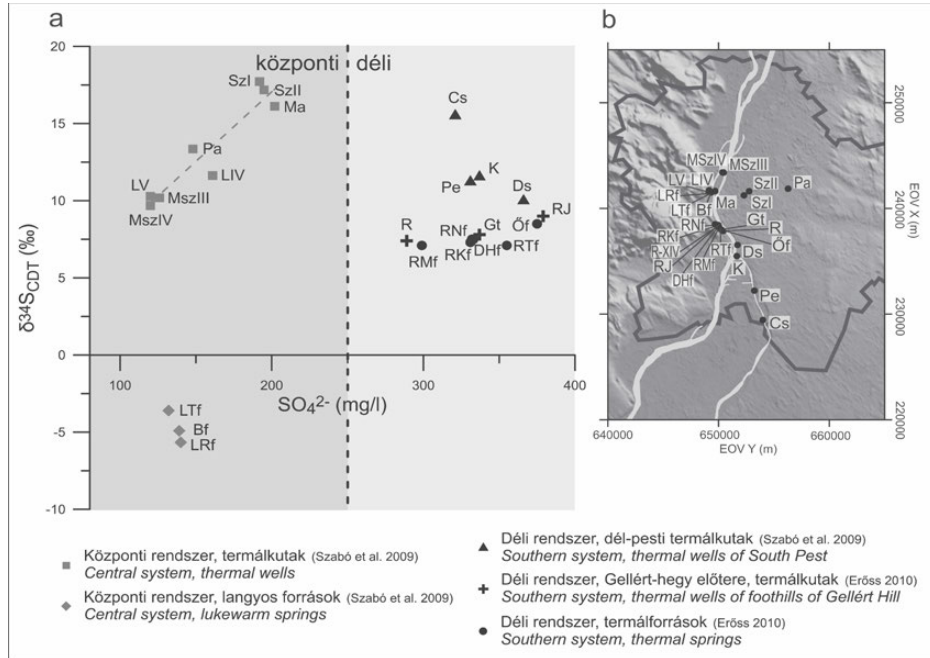 a
b
20
15
10
5
0
-5
-10
δ³⁴S_CDT (‰)
központi déli
SzI
SzII
Ma
Pa
LV
LIV
MszIII
MszIV
LTf
Bf
LRf
Cs
K
Pe
Ds
R
RMf
RNf
Gt
RKf
DHf
RTf
Őf
RJ
100 200 300 400
SO₄²⁻ (mg/l)
MSzIV MSzIII
LV LIV SzII Pa
LRf Ma SzI
LTf Bf Gt
RNf R
RKf Őf
R-XIV RTf Ds
RJ RMf K
DHf
Pe
Cs
250000
240000
230000
220000
EOV X (m)
640000 650000 660000
EOV Y (m)
Központi rendszer, termálkutak (Szabó et al. 2009)
Central system, thermal wells
Központi rendszer, langyos források (Szabó et al. 2009)
Central system, lukewarm springs
Déli rendszer, dél-pesti termálkutak (Szabó et al. 2009)
Southern system, thermal wells of South Pest
Déli rendszer, Gellért-hegy előtere, termálkutak (Erőss 2010)
Southern system, thermal wells of foothills of Gellért Hill
Déli rendszer, termálforrások (Erőss 2010)
Southern system, thermal springs